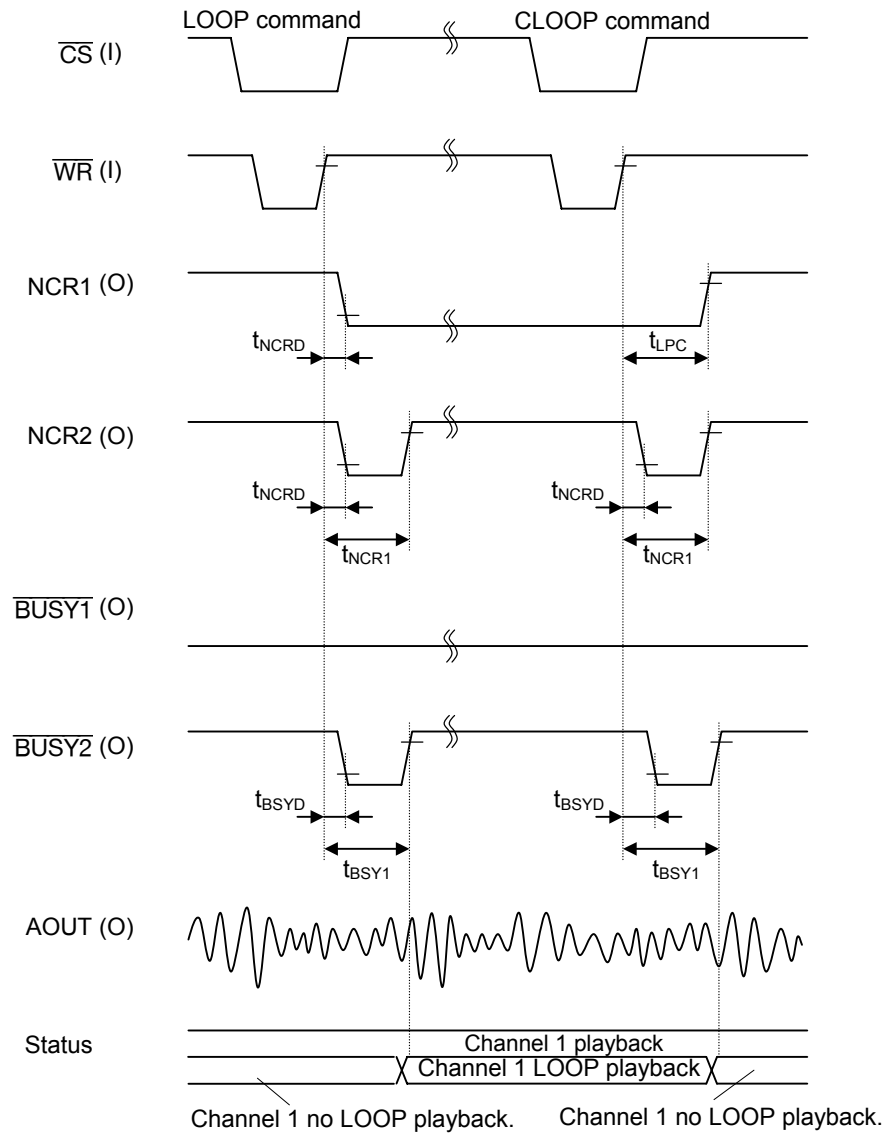 LOOP command CLOOP command
CS (I)
WR (I)
NCR1 (O)
tNCRD tLPC
NCR2 (O)
tNCRD tNCRD
tNCR1 tNCR1
BUSY1 (O)
BUSY2 (O)
tBSYD tBSYD
tBSY1 tBSY1
AOUT (O)
Status
Channel 1 playback
Channel 1 LOOP playback
Channel 1 no LOOP playback. Channel 1 no LOOP playback.